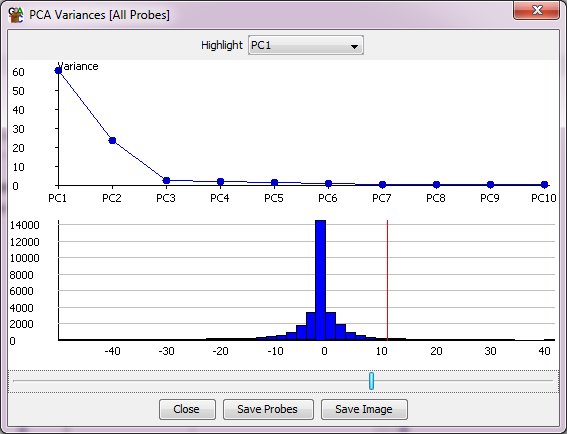 PCA Variances [All Probes]
Highlight PC1
Variance
60
50
40
30
20
10
0
PC1 PC2 PC3 PC4 PC5 PC6 PC7 PC8 PC9 PC10
14000
12000
10000
8000
6000
4000
2000
0
-40 -30 -20 -10 0 10 20 30 40
Close Save Probes Save Image